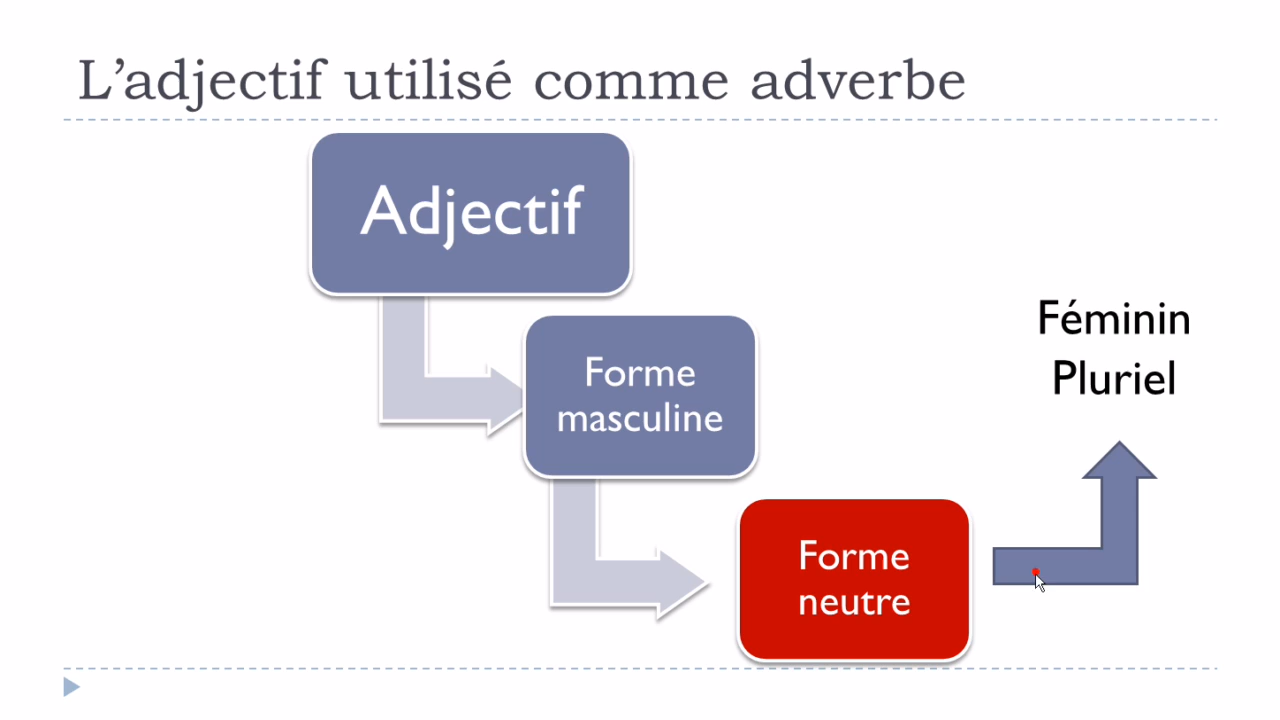 L’adjectif utilisé comme adverbe
Adjectif
Forme
masculine
Forme
neutre
Féminin
Pluriel